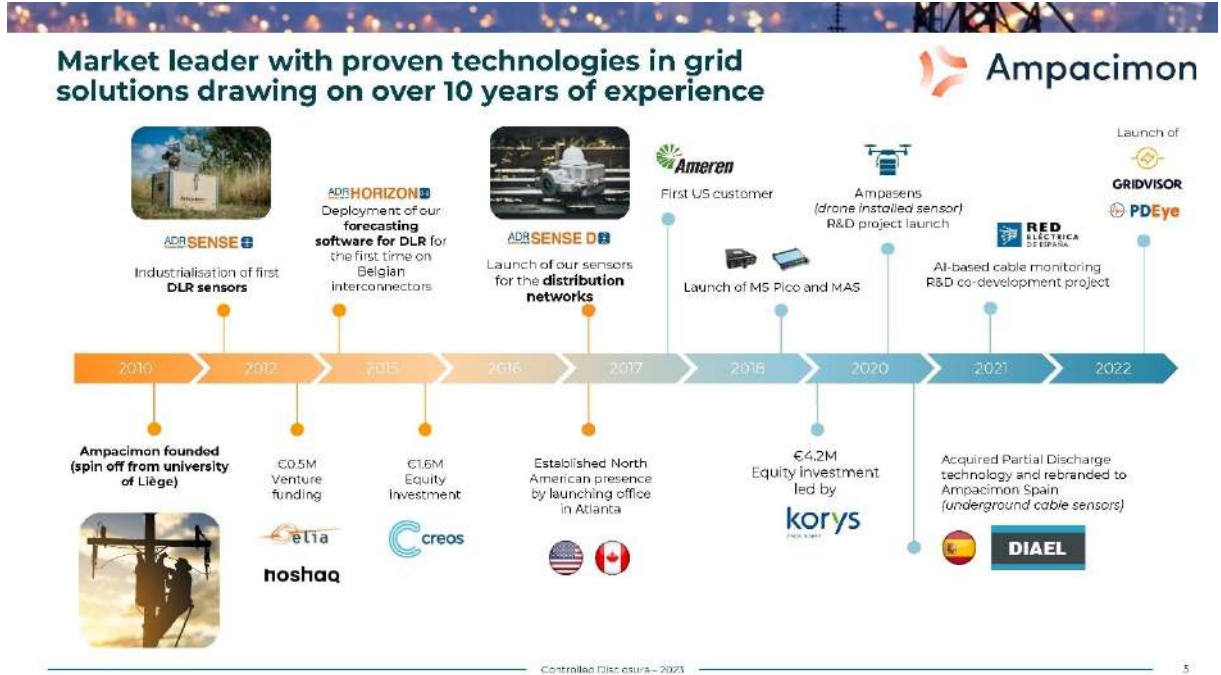 Market leader with proven technologies in grid
solutions drawing on over 10 years of experience
Ampacimon
ADR SENSE
Industrialisation of first
DLR sensors
ADR HORIZON
Deployment of our
forecasting
software for DLR for
the first time on
Belgian
interconnectors
ADR SENSE D
Launch of our sensors
for the distribution
networks
Ameren
First US customer
Launch of MS Pico and MAS
Ampasens
(drone installed sensor)
R&D project launch
RED
ELÉCTRICA
DE ESPAÑA
AI-based cable monitoring
R&D co-development project
Launch of
GRIDVISOR
PDEye
2010
2012
2015
2016
2017
2018
2020
2021
2022
Ampacimon founded
(spin off from university
of Liège)
€0.5M
Venture
funding
elia
noshaq
€1.6M
Equity
investment
creos
Established North
American presence
by launching office
in Atlanta
€4.2M
Equity investment
led by
korys
Acquired Partial Discharge
technology and rebranded to
Ampacimon Spain
(underground cable sensors)
DIAEL
Controlled Disclosure – 2023
5